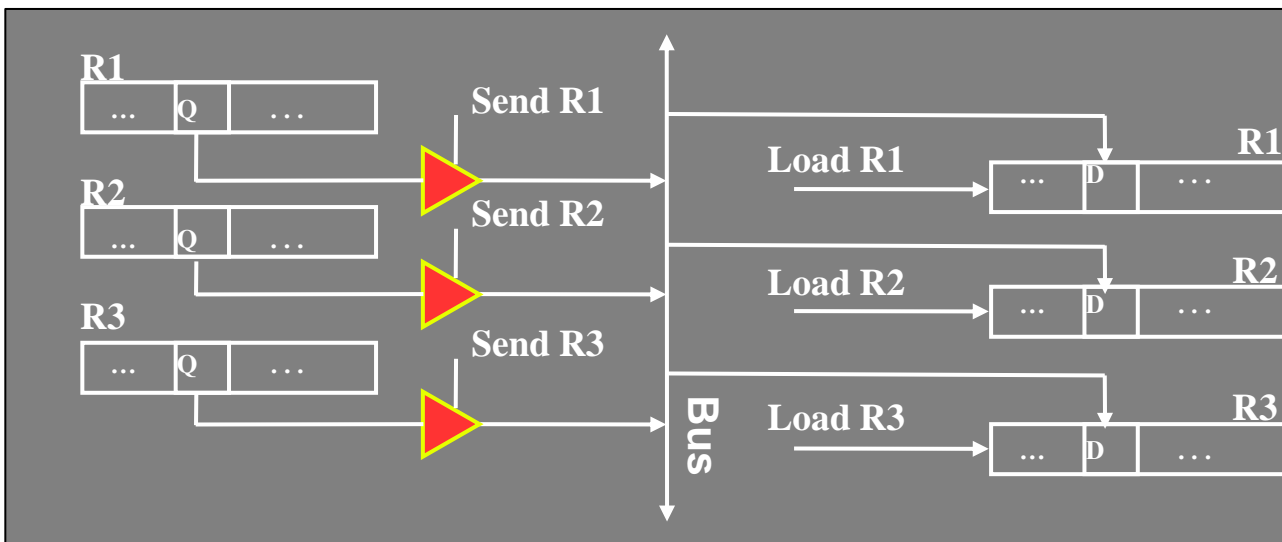 R1
... Q ...
Send R1
R2
... Q ...
Send R2
R3
... Q ...
Send R3
Bus
Load R1
R1
... D ...
Load R2
R2
... D ...
Load R3
R3
... D ...